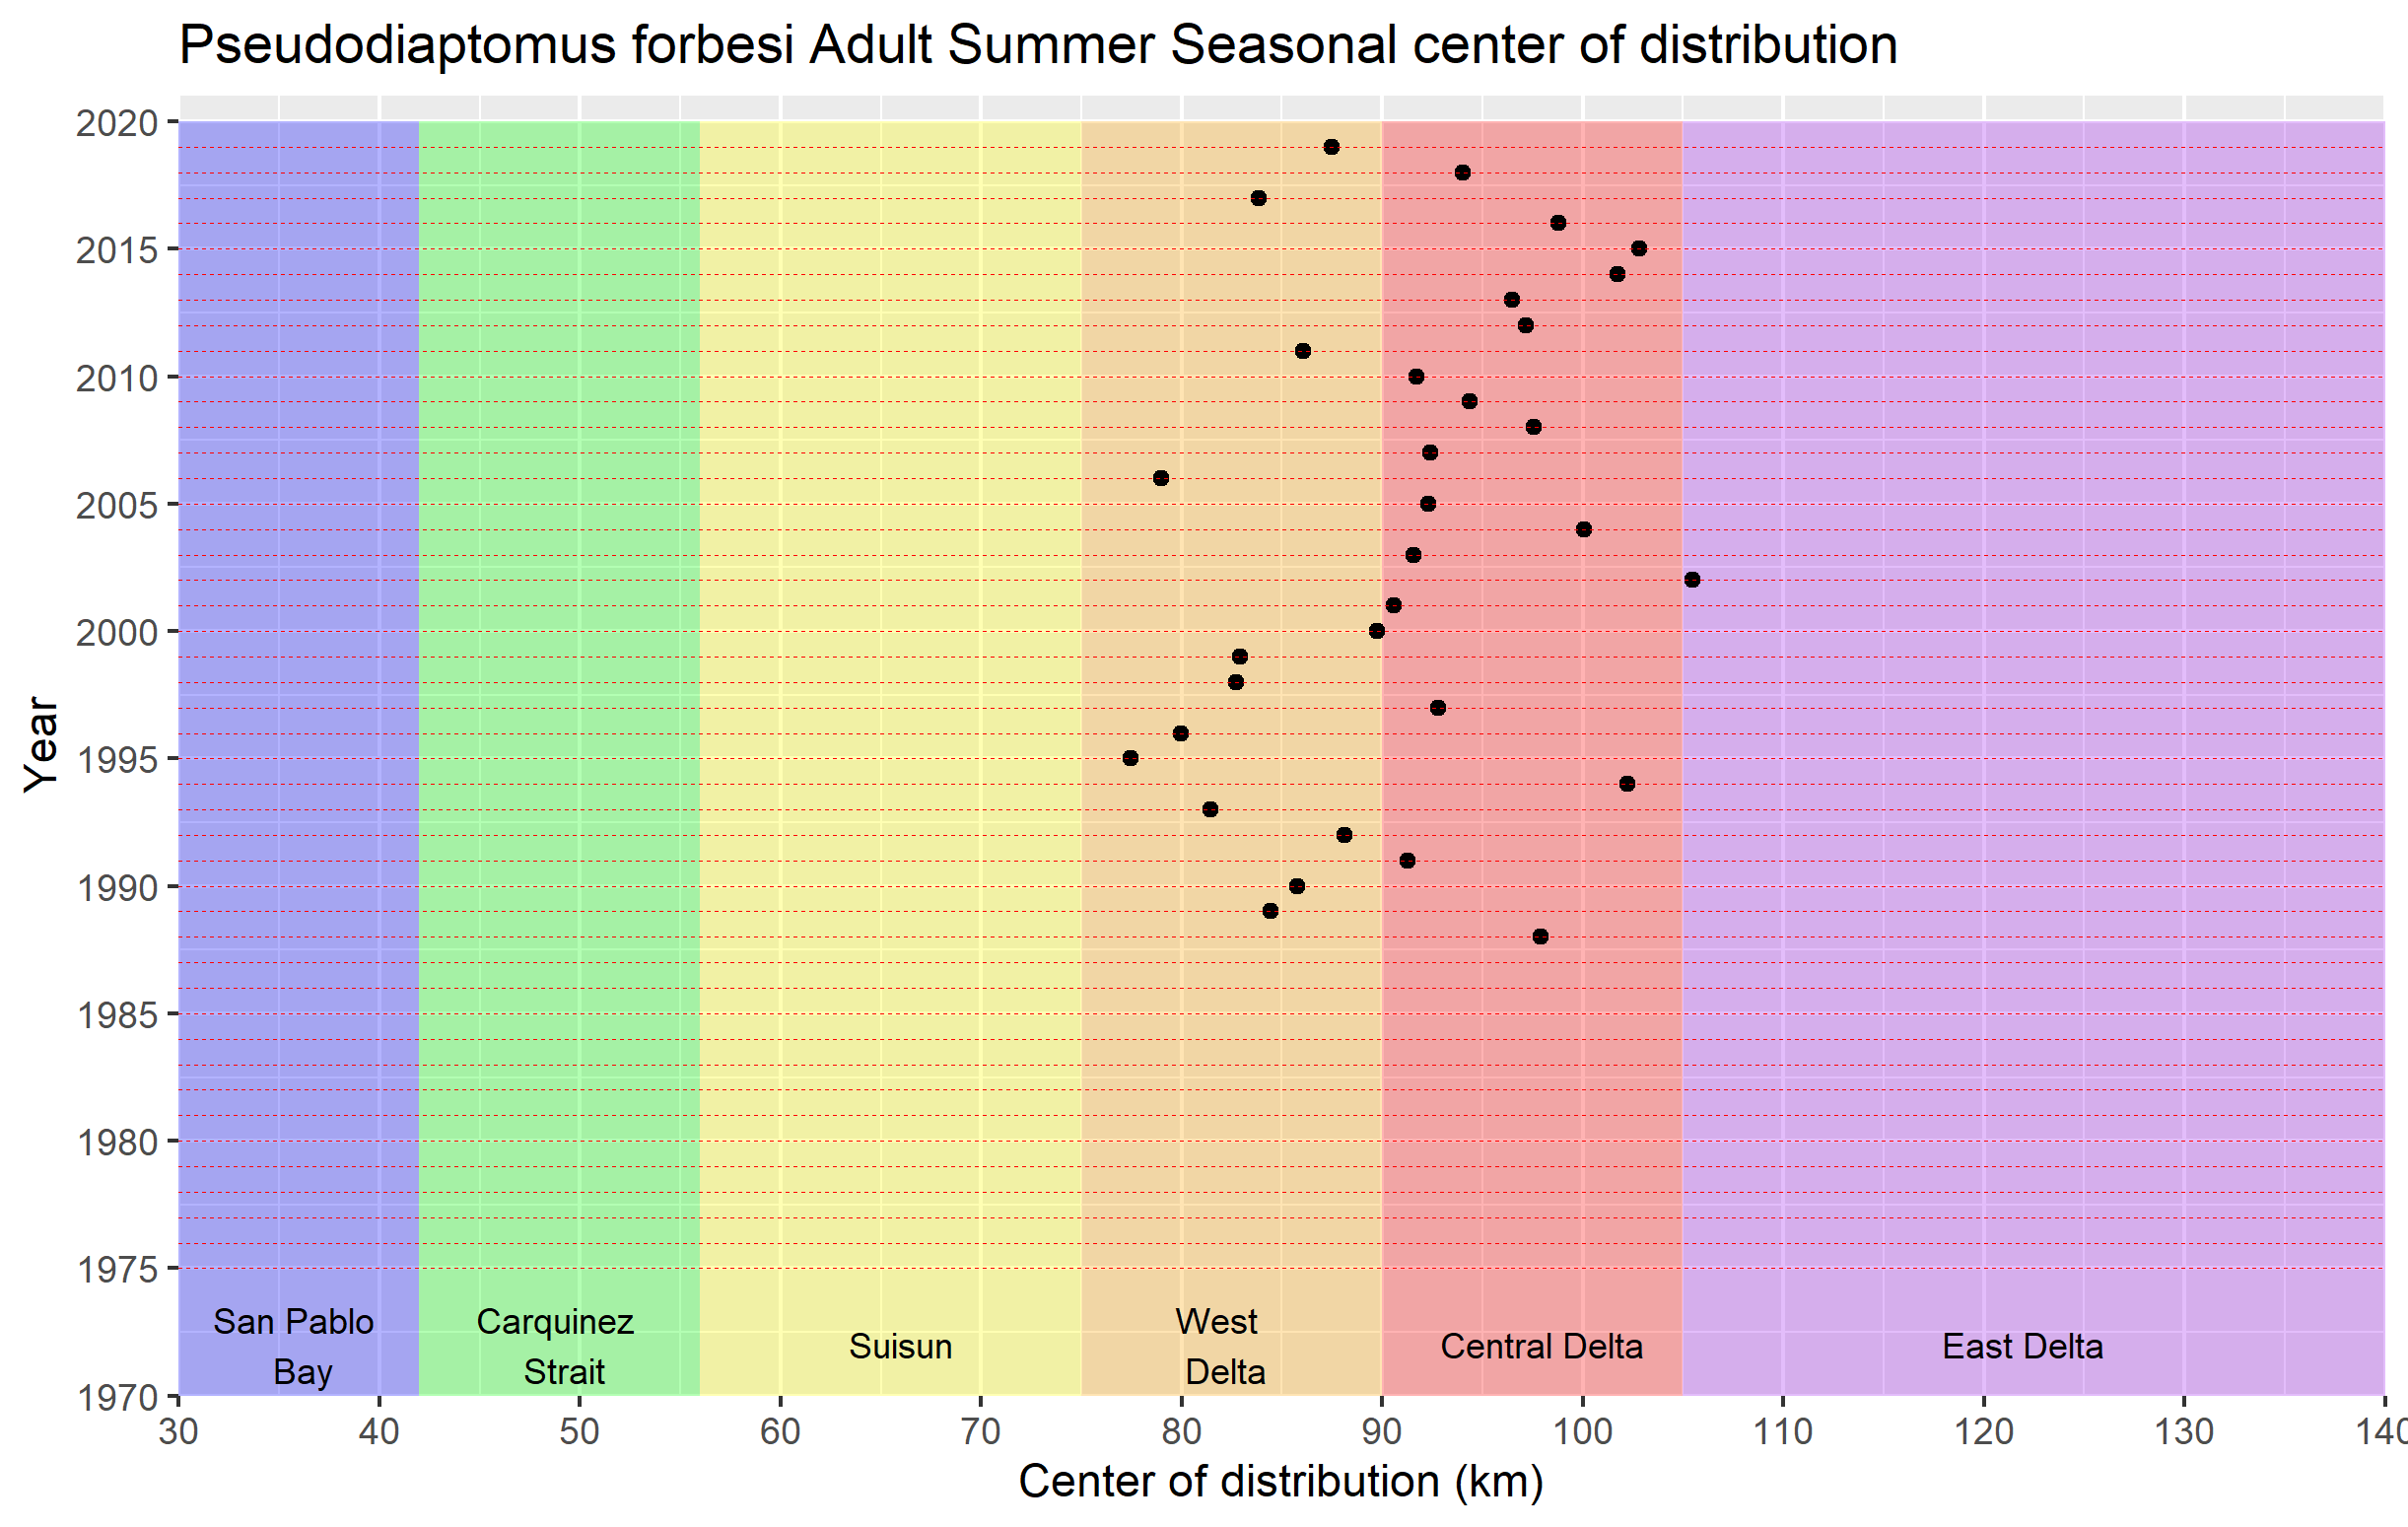 Pseudodiaptomus forbesi Adult Summer Seasonal center of distribution
2020
2015
2010
2005
2000
1995
1990
1985
1980
1975
1970
Year
San Pablo
Bay
Carquinez
Strait
Suisun
West
Delta
Central Delta
East Delta
30 40 50 60 70 80 90 100 110 120 130 140
Center of distribution (km)